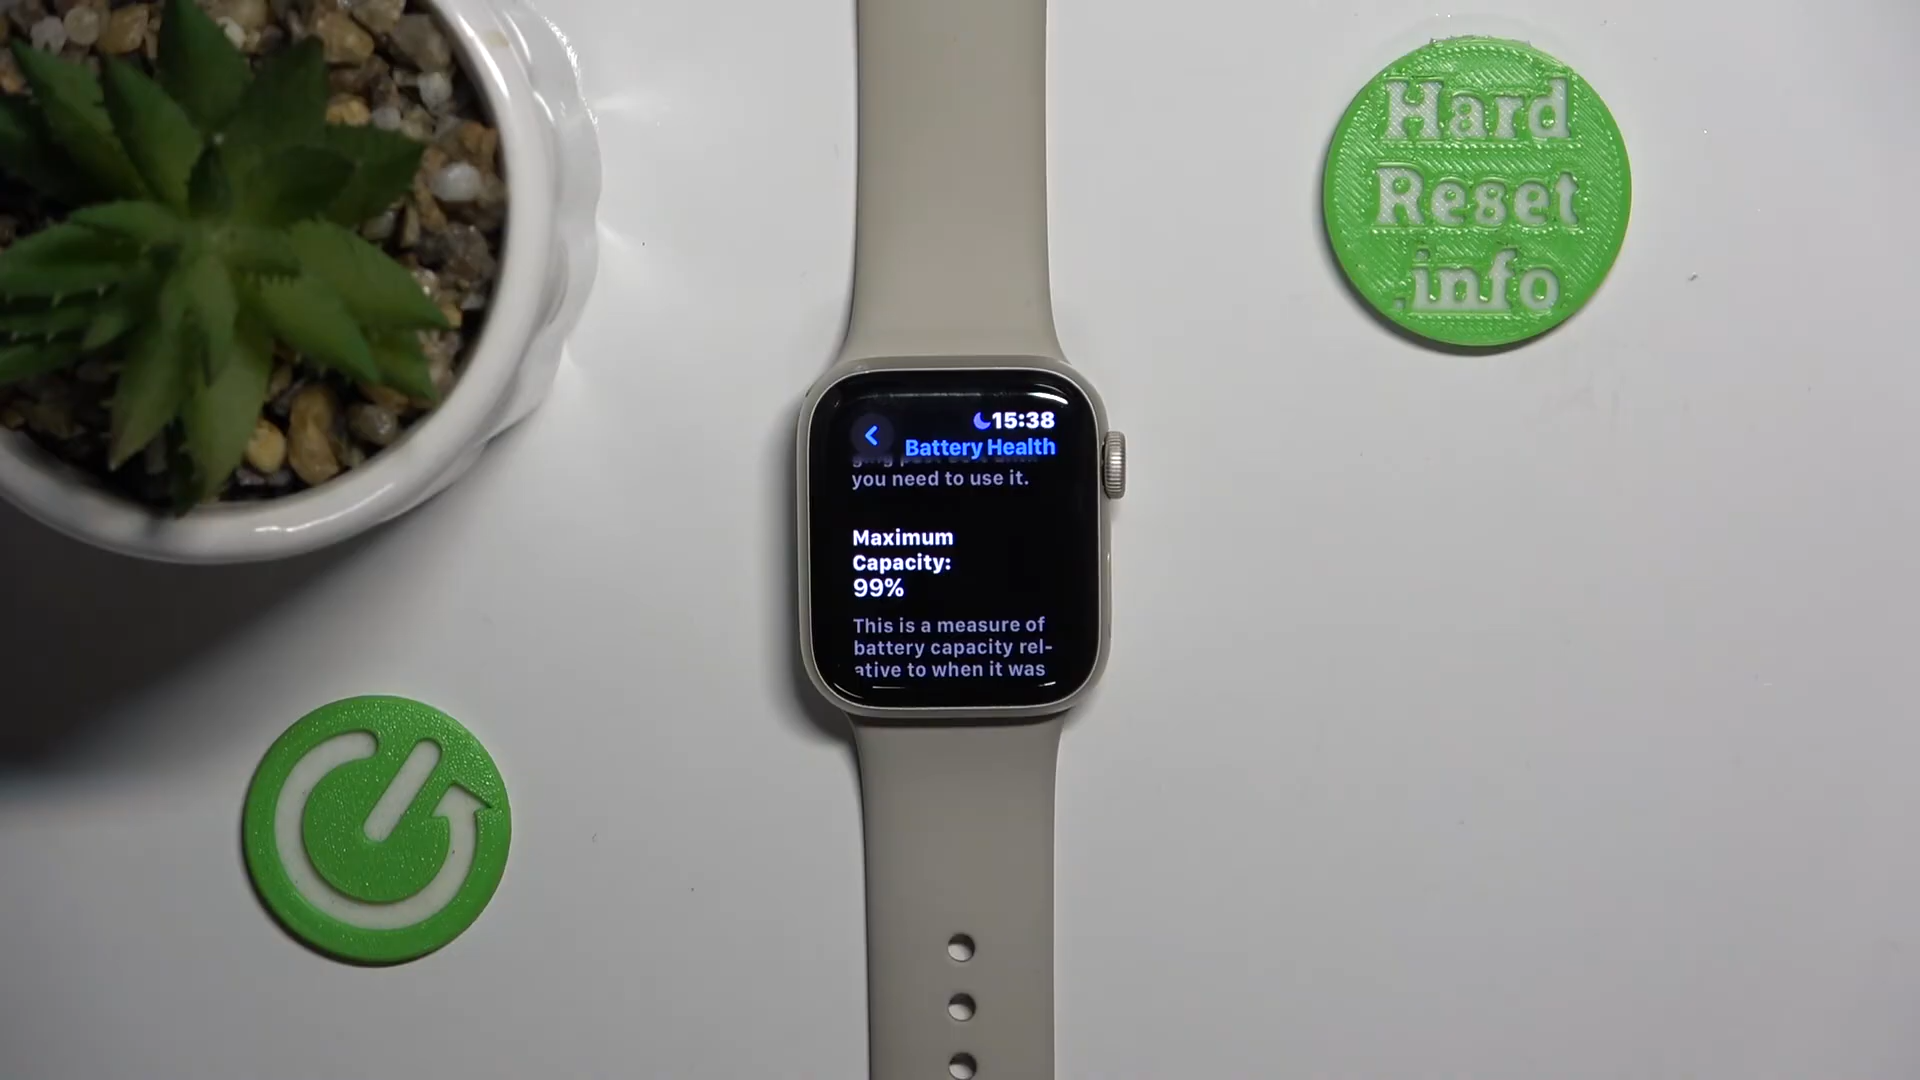 Hard
Reset
.info
15:38
Battery Health
you need to use it.
Maximum
Capacity:
99%
This is a measure of
battery capacity rel-
ative to when it was